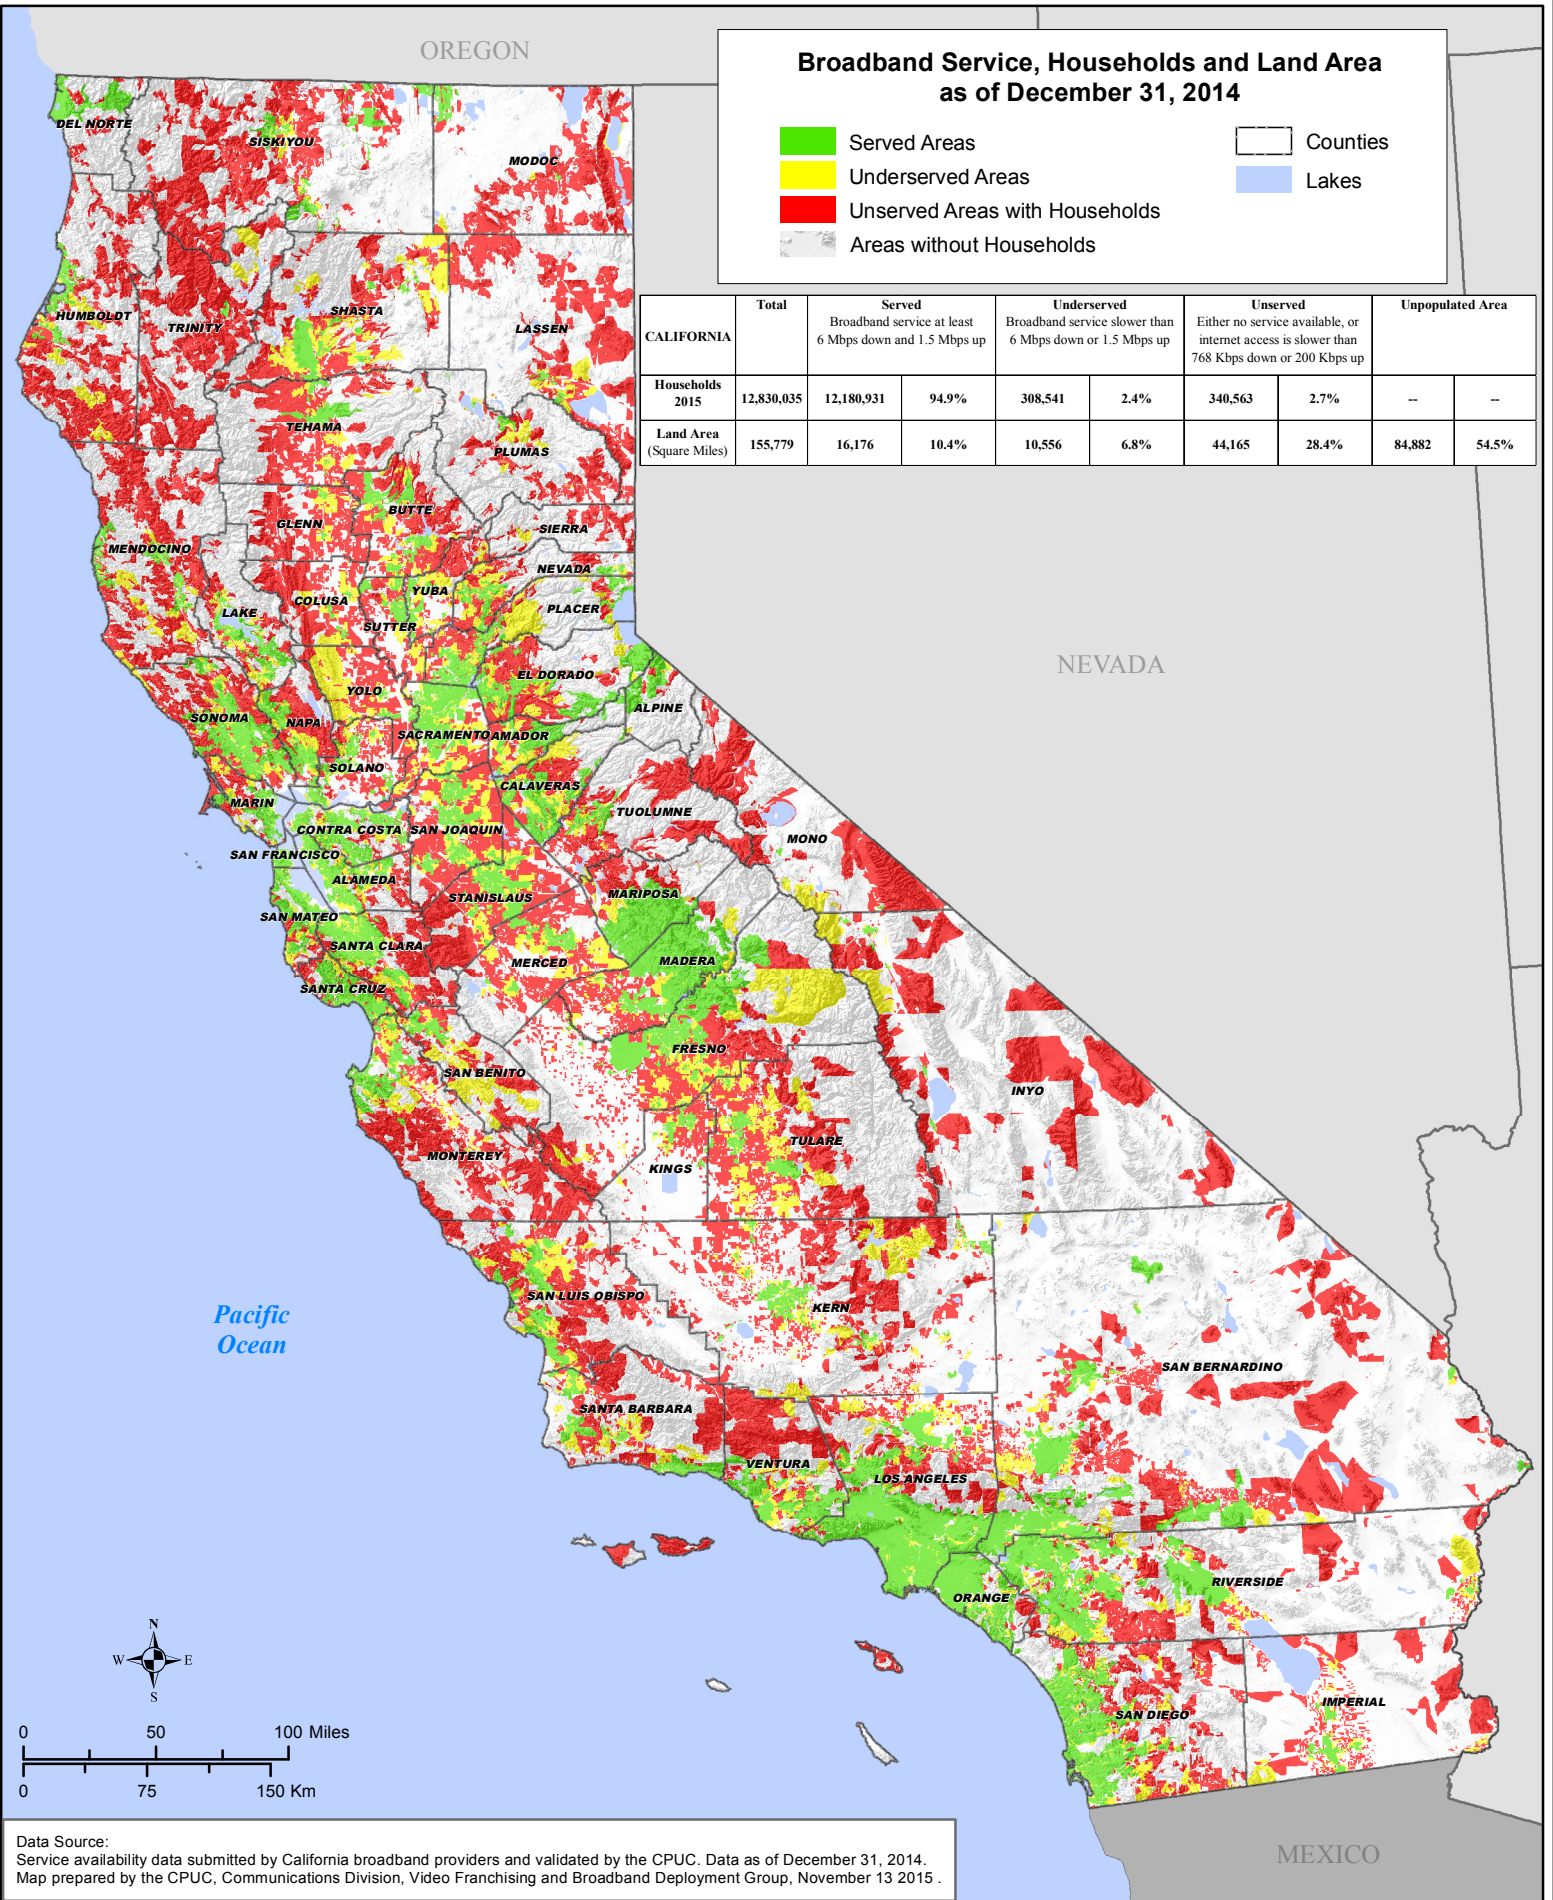 OREGON
Broadband Service, Households and Land Area
as of December 31, 2014
Served Areas
Underserved Areas
Unserved Areas with Households
Areas without Households
Counties
Lakes
CALIFORNIA
Total
Served
Broadband service at least
6 Mbps down and 1.5 Mbps up
Underserved
Broadband service slower than
6 Mbps down or 1.5 Mbps up
Unserved
Either no service available, or
internet access is slower than
768 Kbps down or 200 Kbps up
Unpopulated Area
Households
2015
12,830,035
12,180,931
94.9%
308,541
2.4%
340,563
2.7%
--
--
Land Area
(Square Miles)
155,779
16,176
10.4%
10,556
6.8%
44,165
28.4%
84,882
54.5%
DEL NORTE
SISKIYOU
MODOC
HUMBOLDT
TRINITY
SHASTA
LASSEN
TEHAMA
PLUMAS
BUTTE
GLENN
SIERRA
MENDOCINO
NEVADA
YUBA
COLUSA
LAKE
PLACER
SUTTER
NEVADA
EL DORADO
YOLO
ALPINE
SONOMA
NAPA
SACRAMENTO
AMADOR
SOLANO
CALAVERAS
MARIN
TUOLUMNE
CONTRA COSTA
SAN JOAQUIN
MONO
SAN FRANCISCO
ALAMEDA
MARIPOSA
STANISLAUS
SAN MATEO
SANTA CLARA
MERCED
MADERA
SANTA CRUZ
FRESNO
SAN BENITO
INYO
TULARE
MONTEREY
KINGS
SAN LUIS OBISPO
KERN
Pacific
Ocean
SAN BERNARDINO
SANTA BARBARA
VENTURA
LOS ANGELES
RIVERSIDE
ORANGE
IMPERIAL
SAN DIEGO
N
W
E
S
0
50
100 Miles
0
75
150 Km
MEXICO
Data Source:
Service availability data submitted by California broadband providers and validated by the CPUC. Data as of December 31, 2014.
Map prepared by the CPUC, Communications Division, Video Franchising and Broadband Deployment Group, November 13 2015 .